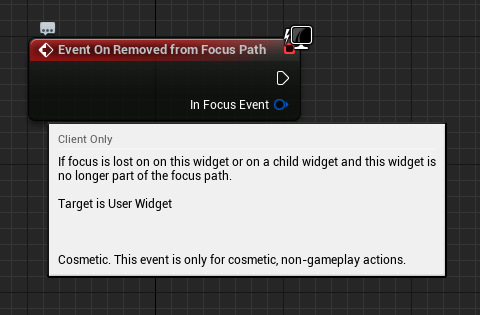 Event On Removed from Focus Path
In Focus Event
Client Only
If focus is lost on on this widget or on a child widget and this widget is
no longer part of the focus path.
Target is User Widget
Cosmetic. This event is only for cosmetic, non-gameplay actions.